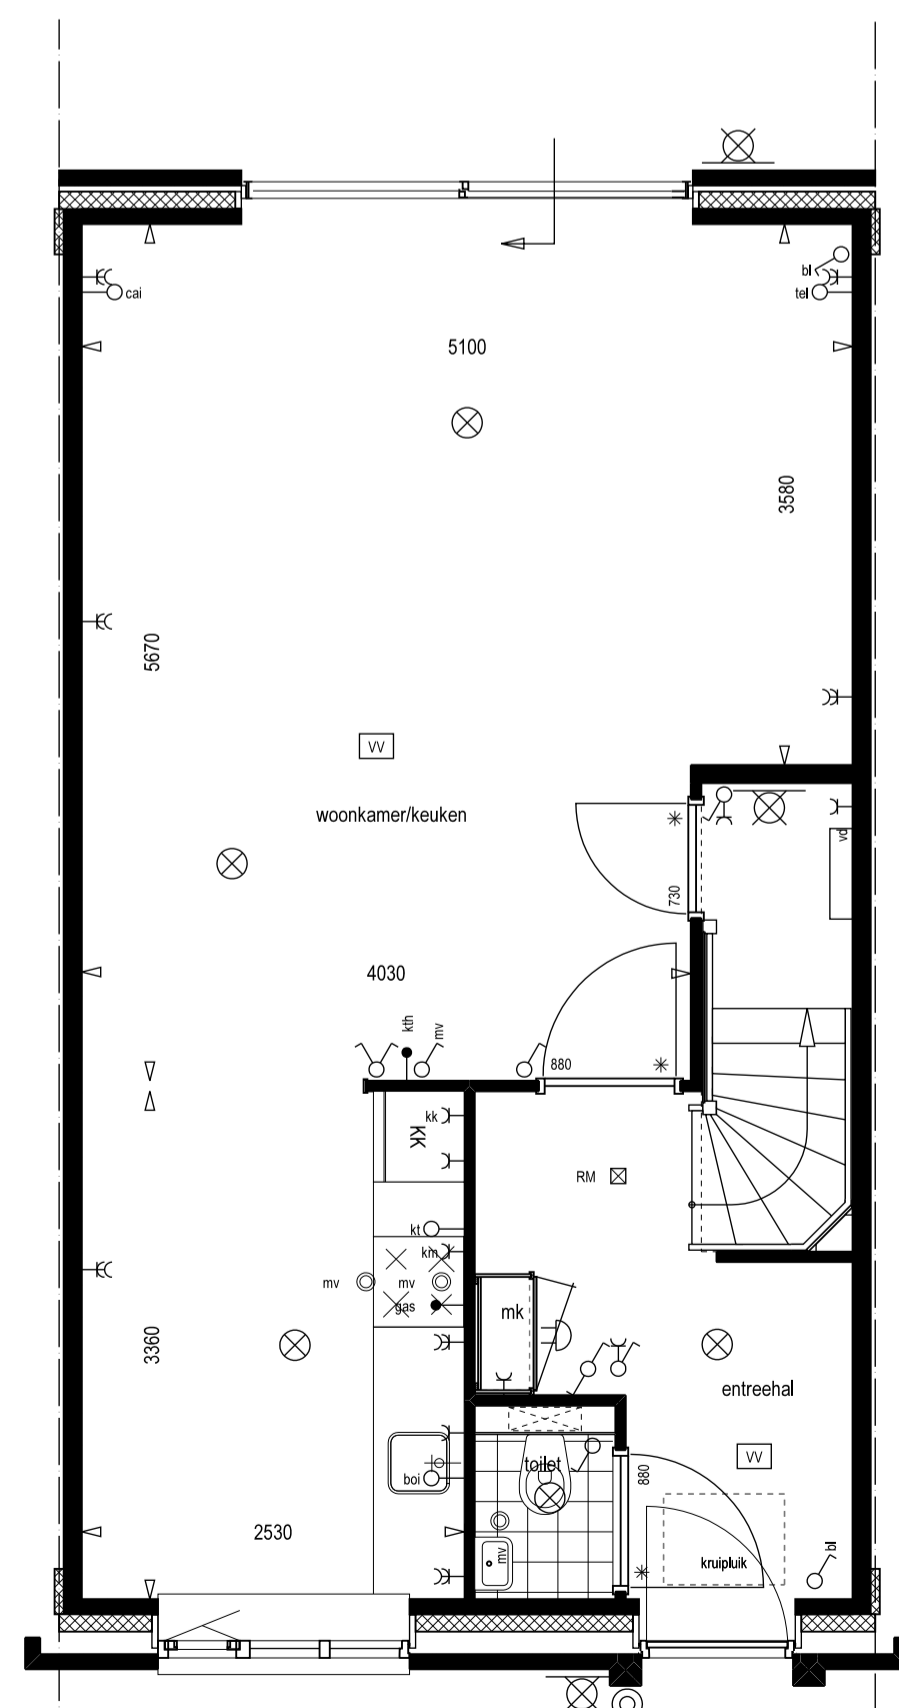 bl
cai
tel
5100
3580
5670
VV
woonkamer/keuken
vd
730
4030
kth
mv
880
kk
KK
RM
kt
km
mv
mv
gas
mk
3360
entreehal
toilet
VV
880
boi
2530
mv
kruipluik
bl